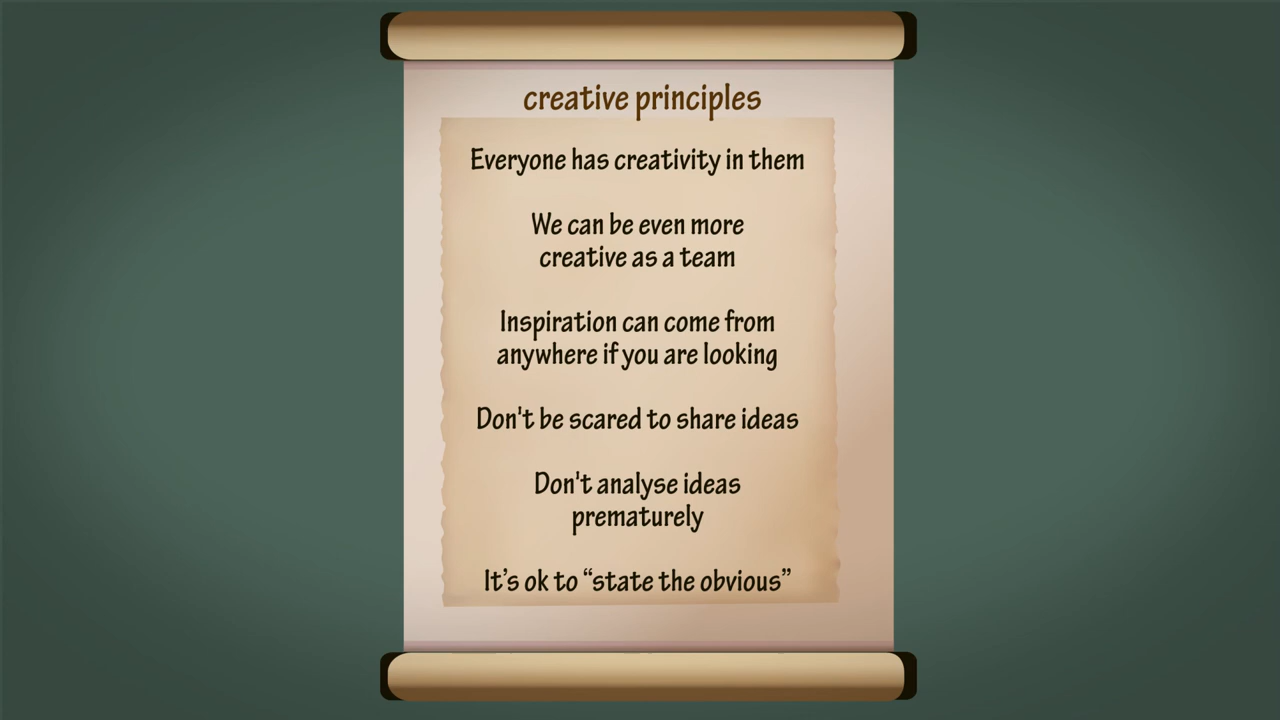 creative principles
Everyone has creativity in them
We can be even more
creative as a team
Inspiration can come from
anywhere if you are looking
Don't be scared to share ideas
Don't analyse ideas
prematurely
It’s ok to “state the obvious”